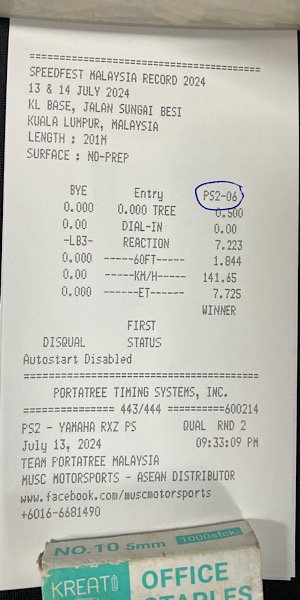 =======================================
SPEEDFEST MALAYSIA RECORD 2024
13 & 14 JULY 2024
KL BASE, JALAN SUNGAI BESI
KUALA LUMPUR, MALAYSIA
LENGTH : 201M
SURFACE : NO-PREP
BYE Entry PS2-06
0.000 0.000 TREE 0.500
0.00 DIAL-IN 0.00
-LB3- REACTION 7.223
0.000 ------60FT----- 1.844
0.00 ------KM/H----- 141.65
0.000 -------ET------ 7.725
WINNER
FIRST
DISQUAL STATUS
Autostart Disabled
=======================================
PORTATREE TIMING SYSTEMS, INC.
================ 443/444 ==========600214
PS2 - YAMAHA RXZ PS QUAL RND 2
July 13, 2024 09:33:09 PM
TEAM PORTATREE MALAYSIA
MUSC MOTORSPORTS - ASEAN DISTRIBUTOR
www.facebook.com/muscmotorsports
+6016-6681490
NO.10 5mm 1000stck
KREATO OFFICE
STAPLES